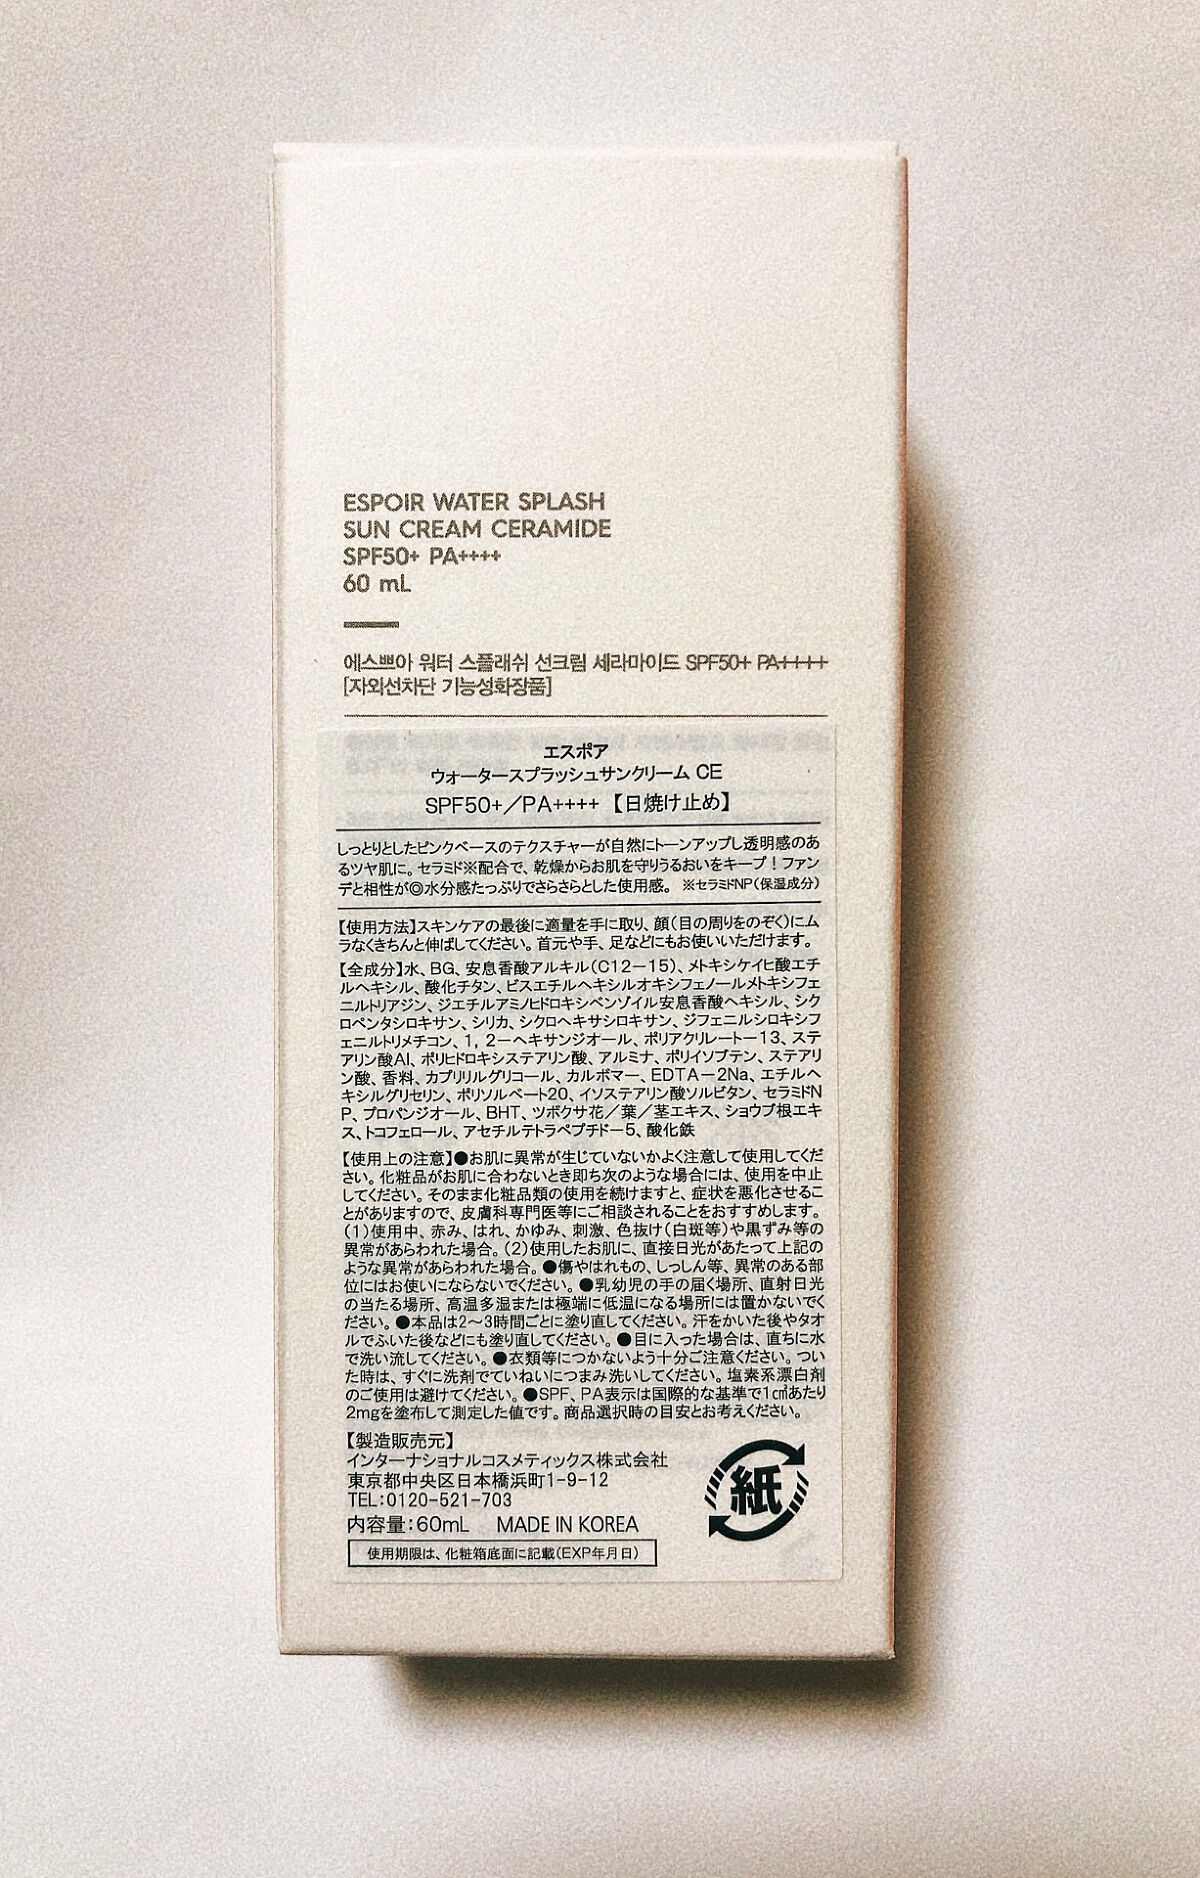 ESPOIR WATER SPLASH
SUN CREAM CERAMIDE
SPF50+ PA++++
60 mL
에스쁘아 워터 스플래쉬 선크림 세라마이드 SPF50+ PA++++
[자외선차단 기능성화장품]
エスポア
ウォータースプラッシュサンクリーム CE
SPF50+/PA++++【日焼け止め】
しっとりとしたピンクベースのテクスチャーが自然にトーンアップし透明感のあ
るツヤ肌に。セラミド※配合で、乾燥からお肌を守りうるおいをキープ!ファン
デと相性が◎水分感たっぷりでさらさらとした使用感。 ※セラミドNP(保湿成分)
【使用方法】スキンケアの最後に適量を手に取り、顔(目の周りをのぞく)にム
ラなくきちんと伸ばしてください。首元や手、足などにもお使いいただけます。
【全成分】水、BG、安息香酸アルキル(C12-15)、メトキシケイヒ酸エチ
ルヘキシル、酸化チタン、ビスエチルヘキシルオキシフェノールメトキシフェ
ニルトリアジン、ジエチルアミノヒドロキシベンゾイル安息香酸ヘキシル、シク
ロペンタシロキサン、シリカ、シクロヘキサシロキサン、ジフェニルシロキシフ
ェニルトリメチコン、1, 2-ヘキサンジオール、ポリアクリレート-13、ステ
アリン酸Al、ポリヒドロキシステアリン酸、アルミナ、ポリイソブテン、ステアリ
ン酸、香料、カプリリルグリコール、カルボマー、EDTA-2Na、エチルヘ
キシルグリセリン、ポリソルベート20、イソステアリン酸ソルビタン、セラミドN
P、プロパンジオール、BHT、ツボクサ花/葉/茎エキス、ショウブ根エキ
ス、トコフェロール、アセチルテトラペプチド-5、酸化鉄
【使用上の注意】●お肌に異常が生じていないかよく注意して使用してくだ
さい。化粧品がお肌に合わないとき即ち次のような場合には、使用を中止
してください。そのまま化粧品類の使用を続けますと、症状を悪化させるこ
とがありますので、皮膚科専門医等にご相談されることをおすすめします。
(1)使用中、赤み、はれ、かゆみ、刺激、色抜け(白斑等)や黒ずみ等の
異常があらわれた場合。(2)使用したお肌に、直接日光があたって上記の
ような異常があらわれた場合。●傷やはれもの、しっしん等、異常のある部
位にはお使いにならないでください。●乳幼児の手の届く場所、直射日光
の当たる場所、高温多湿または極端に低温になる場所には置かないでく
ださい。●本品は2〜3時間ごとに塗り直してください。汗をかいた後やタオ
ルでふいた後などにも塗り直してください。●目に入った場合は、直ちに水
で洗い流してください。●衣類等につかないよう十分ご注意ください。つい
た時は、すぐに洗剤でていねいにつまみ洗いしてください。塩素系漂白剤
のご使用は避けてください。●SPF、PA表示は国際的な基準で1㎠あたり
2mgを塗布して測定した値です。商品選択時の目安とお考えください。
【製造販売元】
インターナショナルコスメティックス株式会社
東京都中央区日本橋浜町1-9-12
TEL:0120-521-703
内容量:60mL MADE IN KOREA
使用期限は、化粧箱底面に記載(EXP年月日)
紙